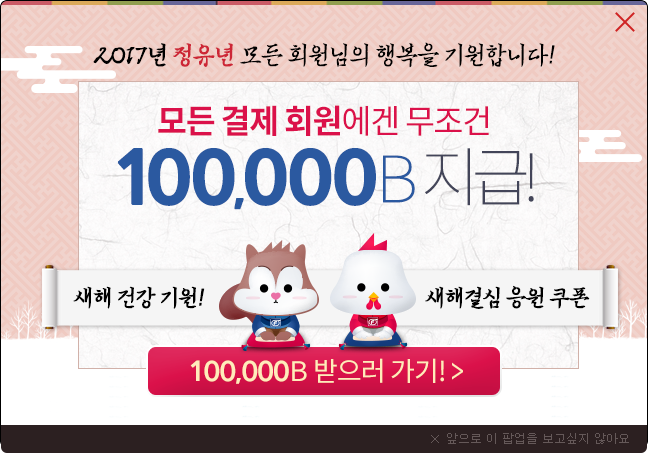 2017년 정유년 모든 회원님의 행복을 기원합니다!
모든 결제 회원에겐 무조건
100,000B 지급!
새해 건강 기원!
새해결심 응원 쿠폰
100,000B 받으러 가기! >
× 앞으로 이 팝업을 보고싶지 않아요